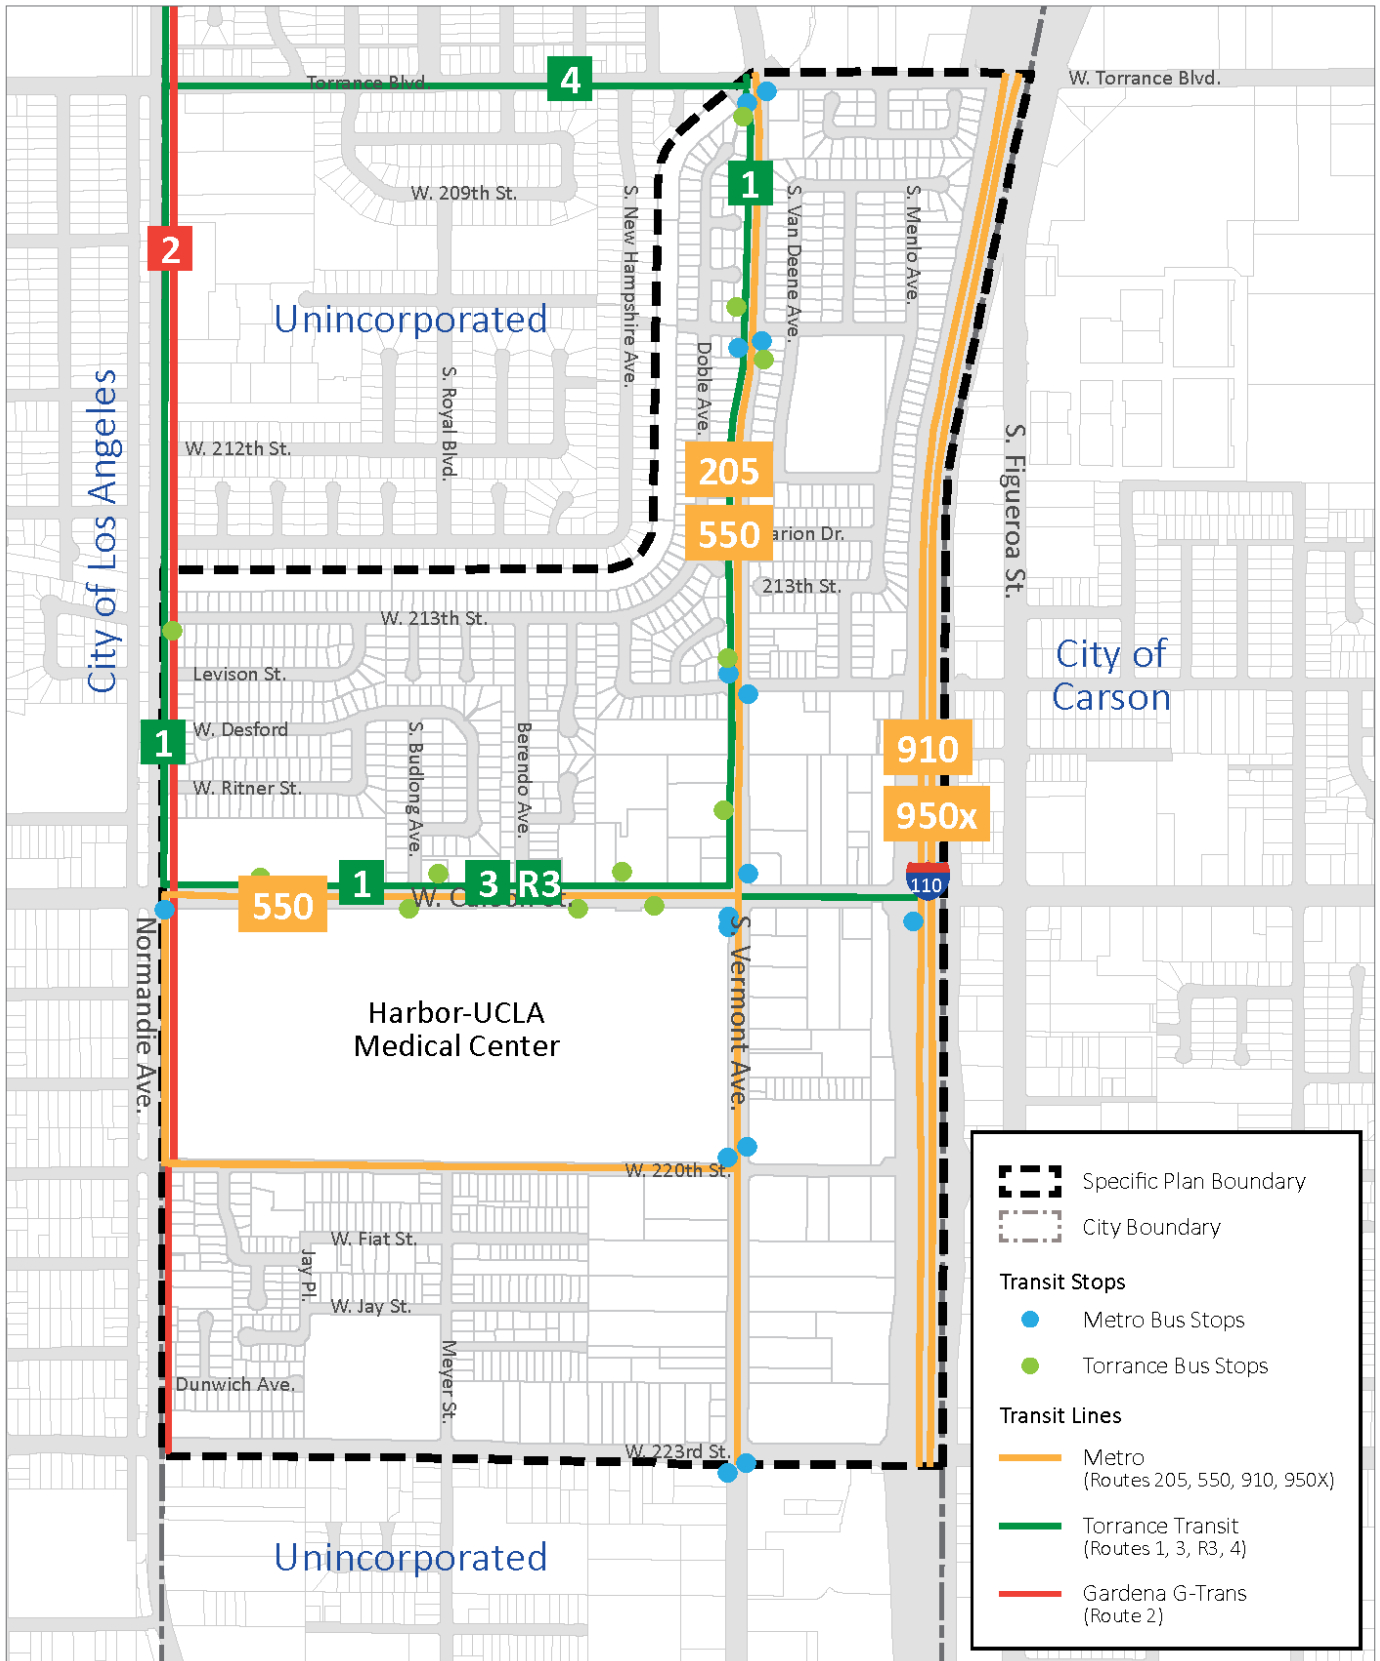 Torrance Blvd.
4
W. Torrance Blvd.
1
W. 209th St.
S. New Hampshire Ave.
S. Van Deene Ave.
S. Menlo Ave.
2
Unincorporated
Doble Ave.
S. Royal Blvd.
City of Los Angeles
W. 212th St.
205
550
S. Figueroa St.
arion Dr.
213th St.
W. 213th St.
City of
Carson
Levison St.
W. Desford
1
S. Budlong Ave.
Berendo Ave.
910
W. Ritner St.
950x
1
3
R3
110
550
W. Carson St.
Normandie Ave.
S. Vermont Ave.
Harbor-UCLA
Medical Center
W. 220th St.
W. Fiat St.
Jay Pl.
W. Jay St.
Meyer St.
Dunwich Ave.
W. 223rd St.
Unincorporated
Specific Plan Boundary
City Boundary
Transit Stops
Metro Bus Stops
Torrance Bus Stops
Transit Lines
Metro
(Routes 205, 550, 910, 950X)
Torrance Transit
(Routes 1, 3, R3, 4)
Gardena G-Trans
(Route 2)